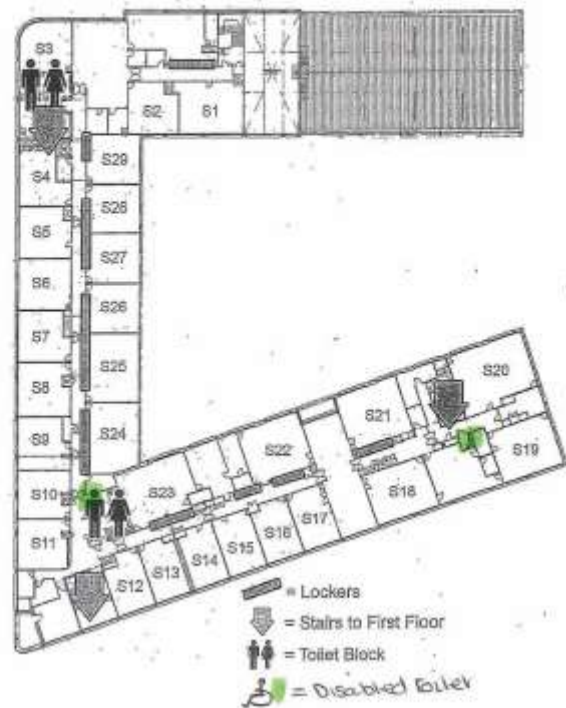 S3
S2 S1
S29
S4
S28
S5
S27
S6
S26
S7
S25
S8
S20
S21
S9
S24
S22
S19
S10
S23
S18
S17
S11
S16
S15
S14
S13
S12
= Lockers
= Stairs to First Floor
= Toilet Block
= Disabled toilet